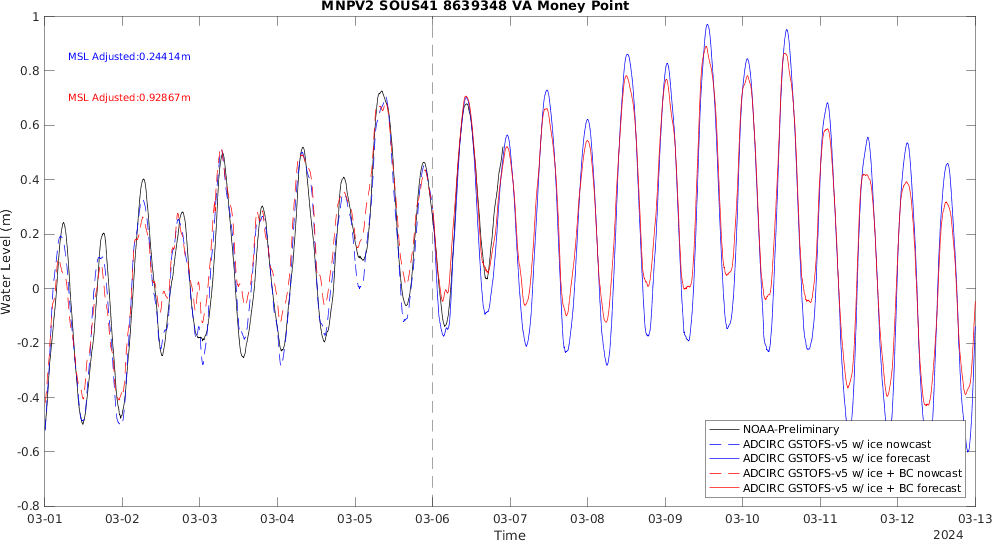 MNPV2 SOUS41 8639348 VA Money Point
MSL Adjusted:0.24414m
MSL Adjusted:0.92867m
Water Level (m)
1
0.8
0.6
0.4
0.2
0
-0.2
-0.4
-0.6
-0.8
NOAA-Preliminary
ADCIRC GSTOFS-v5 w/ ice nowcast
ADCIRC GSTOFS-v5 w/ ice forecast
ADCIRC GSTOFS-v5 w/ ice + BC nowcast
ADCIRC GSTOFS-v5 w/ ice + BC forecast
03-01 03-02 03-03 03-04 03-05 03-06 03-07 03-08 03-09 03-10 03-11 03-12 03-13
Time
2024